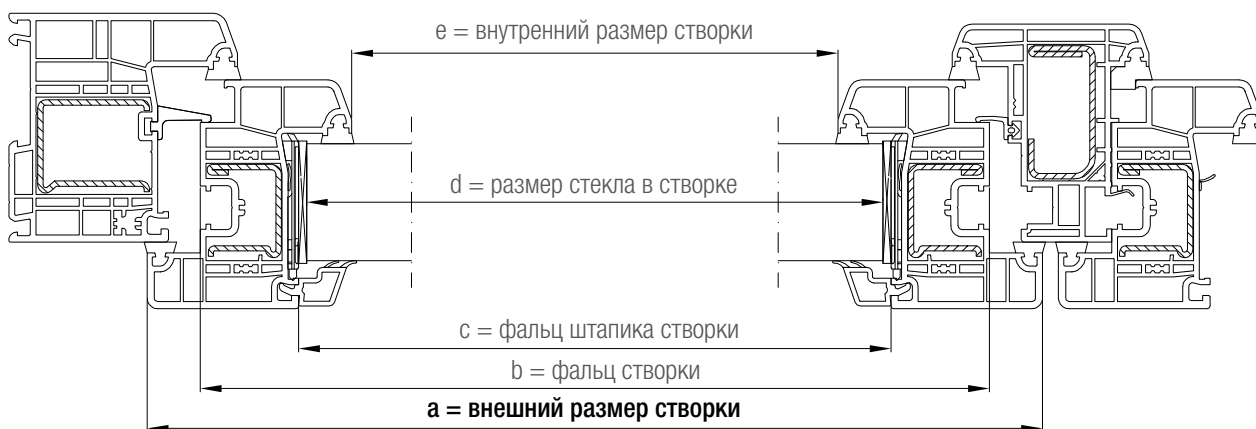 e = внутренний размер створки
d = размер стекла в створке
c = фальц штапика створки
b = фальц створки
a = внешний размер створки